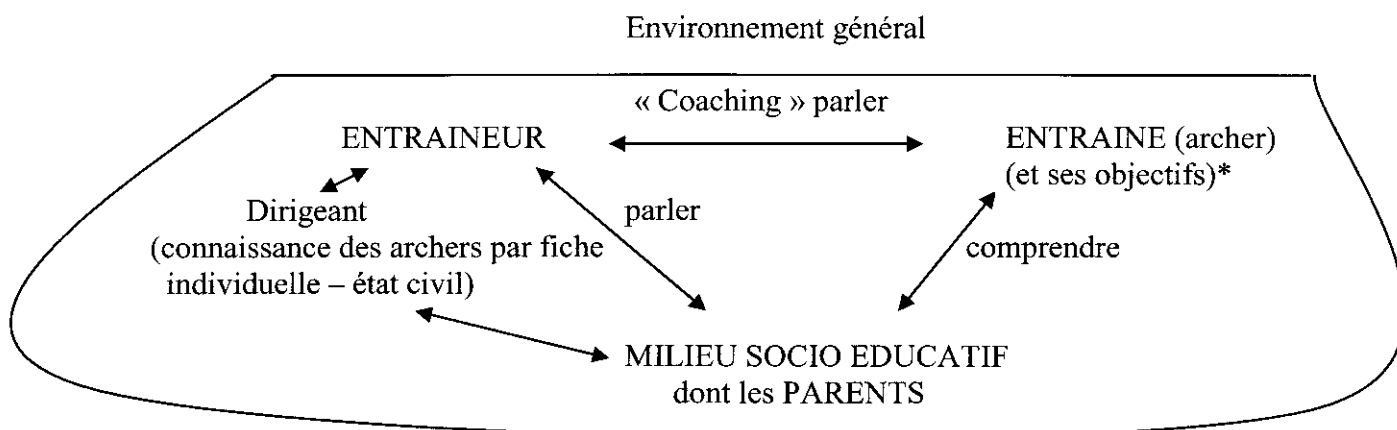 Environnement général
« Coaching » parler
ENTRAINEUR
ENTRAINE (archer)
(et ses objectifs)*
Dirigeant
(connaissance des archers par fiche
individuelle – état civil)
parler
comprendre
MILIEU SOCIO EDUCATIF
dont les PARENTS